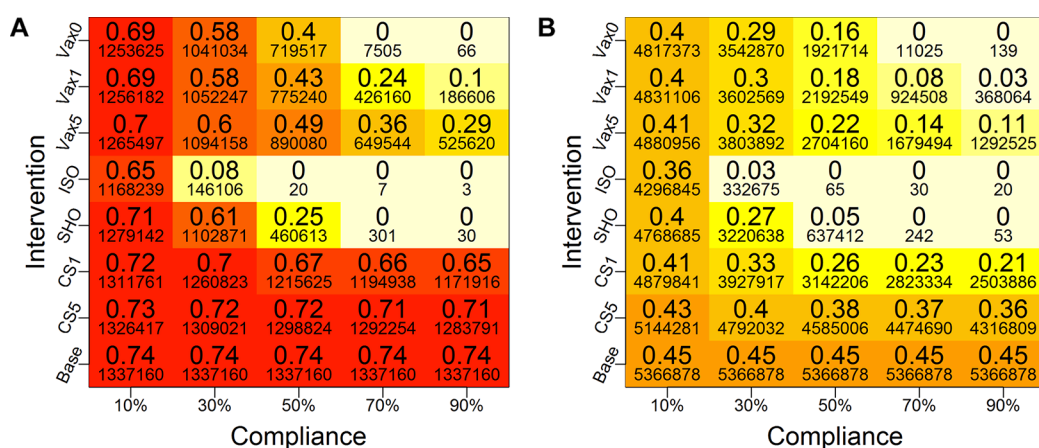 A
Intervention
Vax0
0.69 0.58 0.4 0 0
1253625 1041034 719517 7505 66
Vax1
0.69 0.58 0.43 0.24 0.1
1256182 1052247 775240 426160 186606
Vax5
0.7 0.6 0.49 0.36 0.29
1265497 1094158 890080 649544 525620
ISO
0.65 0.08 0 0 0
1168239 146106 20 7 3
SHO
0.71 0.61 0.25 0 0
1279142 1102871 460613 301 30
CS1
0.72 0.7 0.67 0.66 0.65
1311761 1260823 1215625 1194938 1171916
CS5
0.73 0.72 0.72 0.71 0.71
1326417 1309021 1298824 1292254 1283791
Base
0.74 0.74 0.74 0.74 0.74
1337160 1337160 1337160 1337160 1337160
10% 30% 50% 70% 90%
Compliance
B
Intervention
Vax0
0.4 0.29 0.16 0 0
4817373 3542870 1921714 11025 139
Vax1
0.4 0.3 0.18 0.08 0.03
4831106 3602569 2192549 924508 368064
Vax5
0.41 0.32 0.22 0.14 0.11
4880956 3803892 2704160 1679494 1292525
ISO
0.36 0.03 0 0 0
4296845 332675 65 30 20
SHO
0.4 0.27 0.05 0 0
4768685 3220638 637412 242 53
CS1
0.41 0.33 0.26 0.23 0.21
4879841 3927917 3142206 2823334 2503886
CS5
0.43 0.4 0.38 0.37 0.36
5144281 4792032 4585006 4474690 4316809
Base
0.45 0.45 0.45 0.45 0.45
5366878 5366878 5366878 5366878 5366878
10% 30% 50% 70% 90%
Compliance